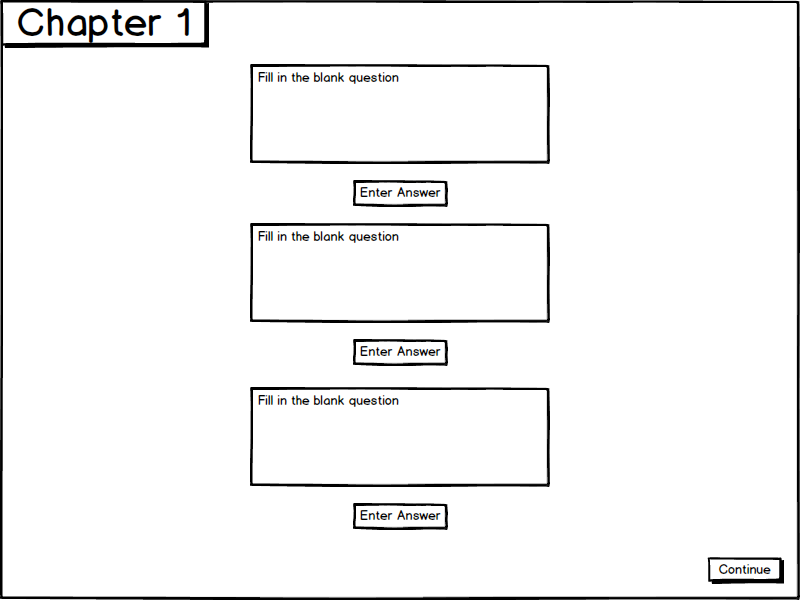 Chapter 1
Fill in the blank question
Enter Answer
Fill in the blank question
Enter Answer
Fill in the blank question
Enter Answer
Continue